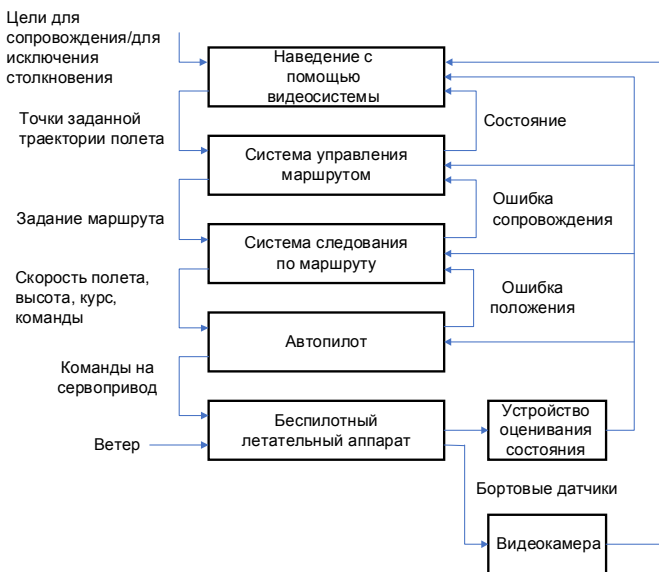 Цели для
сопровождения/для
исключения
столкновения
Наведение с
помощью
видеосистемы
Точки заданной
траектории полета
Состояние
Система управления
маршрутом
Задание маршрута
Ошибка
сопровождения
Система следования
по маршруту
Скорость полета,
высота, курс,
команды
Ошибка
положения
Автопилот
Команды на
сервопривод
Беспилотный
летательный аппарат
Устройство
оценивания
состояния
Ветер
Бортовые датчики
Видеокамера